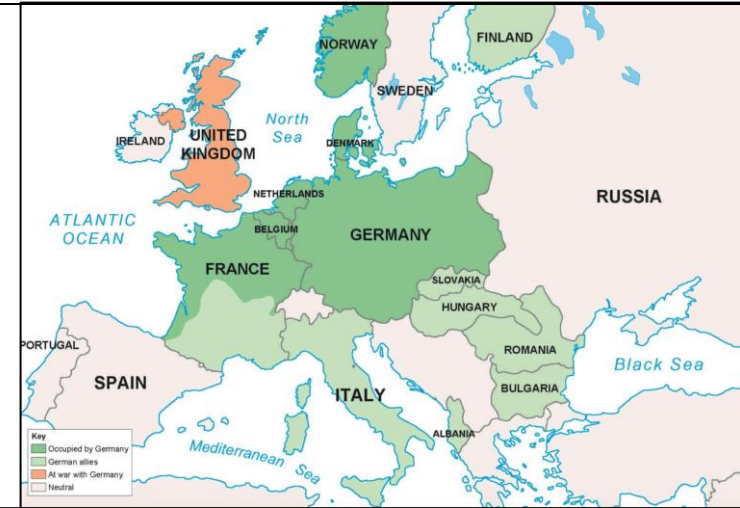 NORWAY
FINLAND
SWEDEN
North
Sea
IRELAND
UNITED
KINGDOM
DENMARK
RUSSIA
NETHERLANDS
ATLANTIC
OCEAN
BELGIUM
GERMANY
FRANCE
SLOVAKIA
HUNGARY
PORTUGAL
ROMANIA
Black Sea
SPAIN
ITALY
BULGARIA
ALBANIA
Mediterranean Sea
Key
Occupied by Germany
German allies
At war with Germany
Neutral